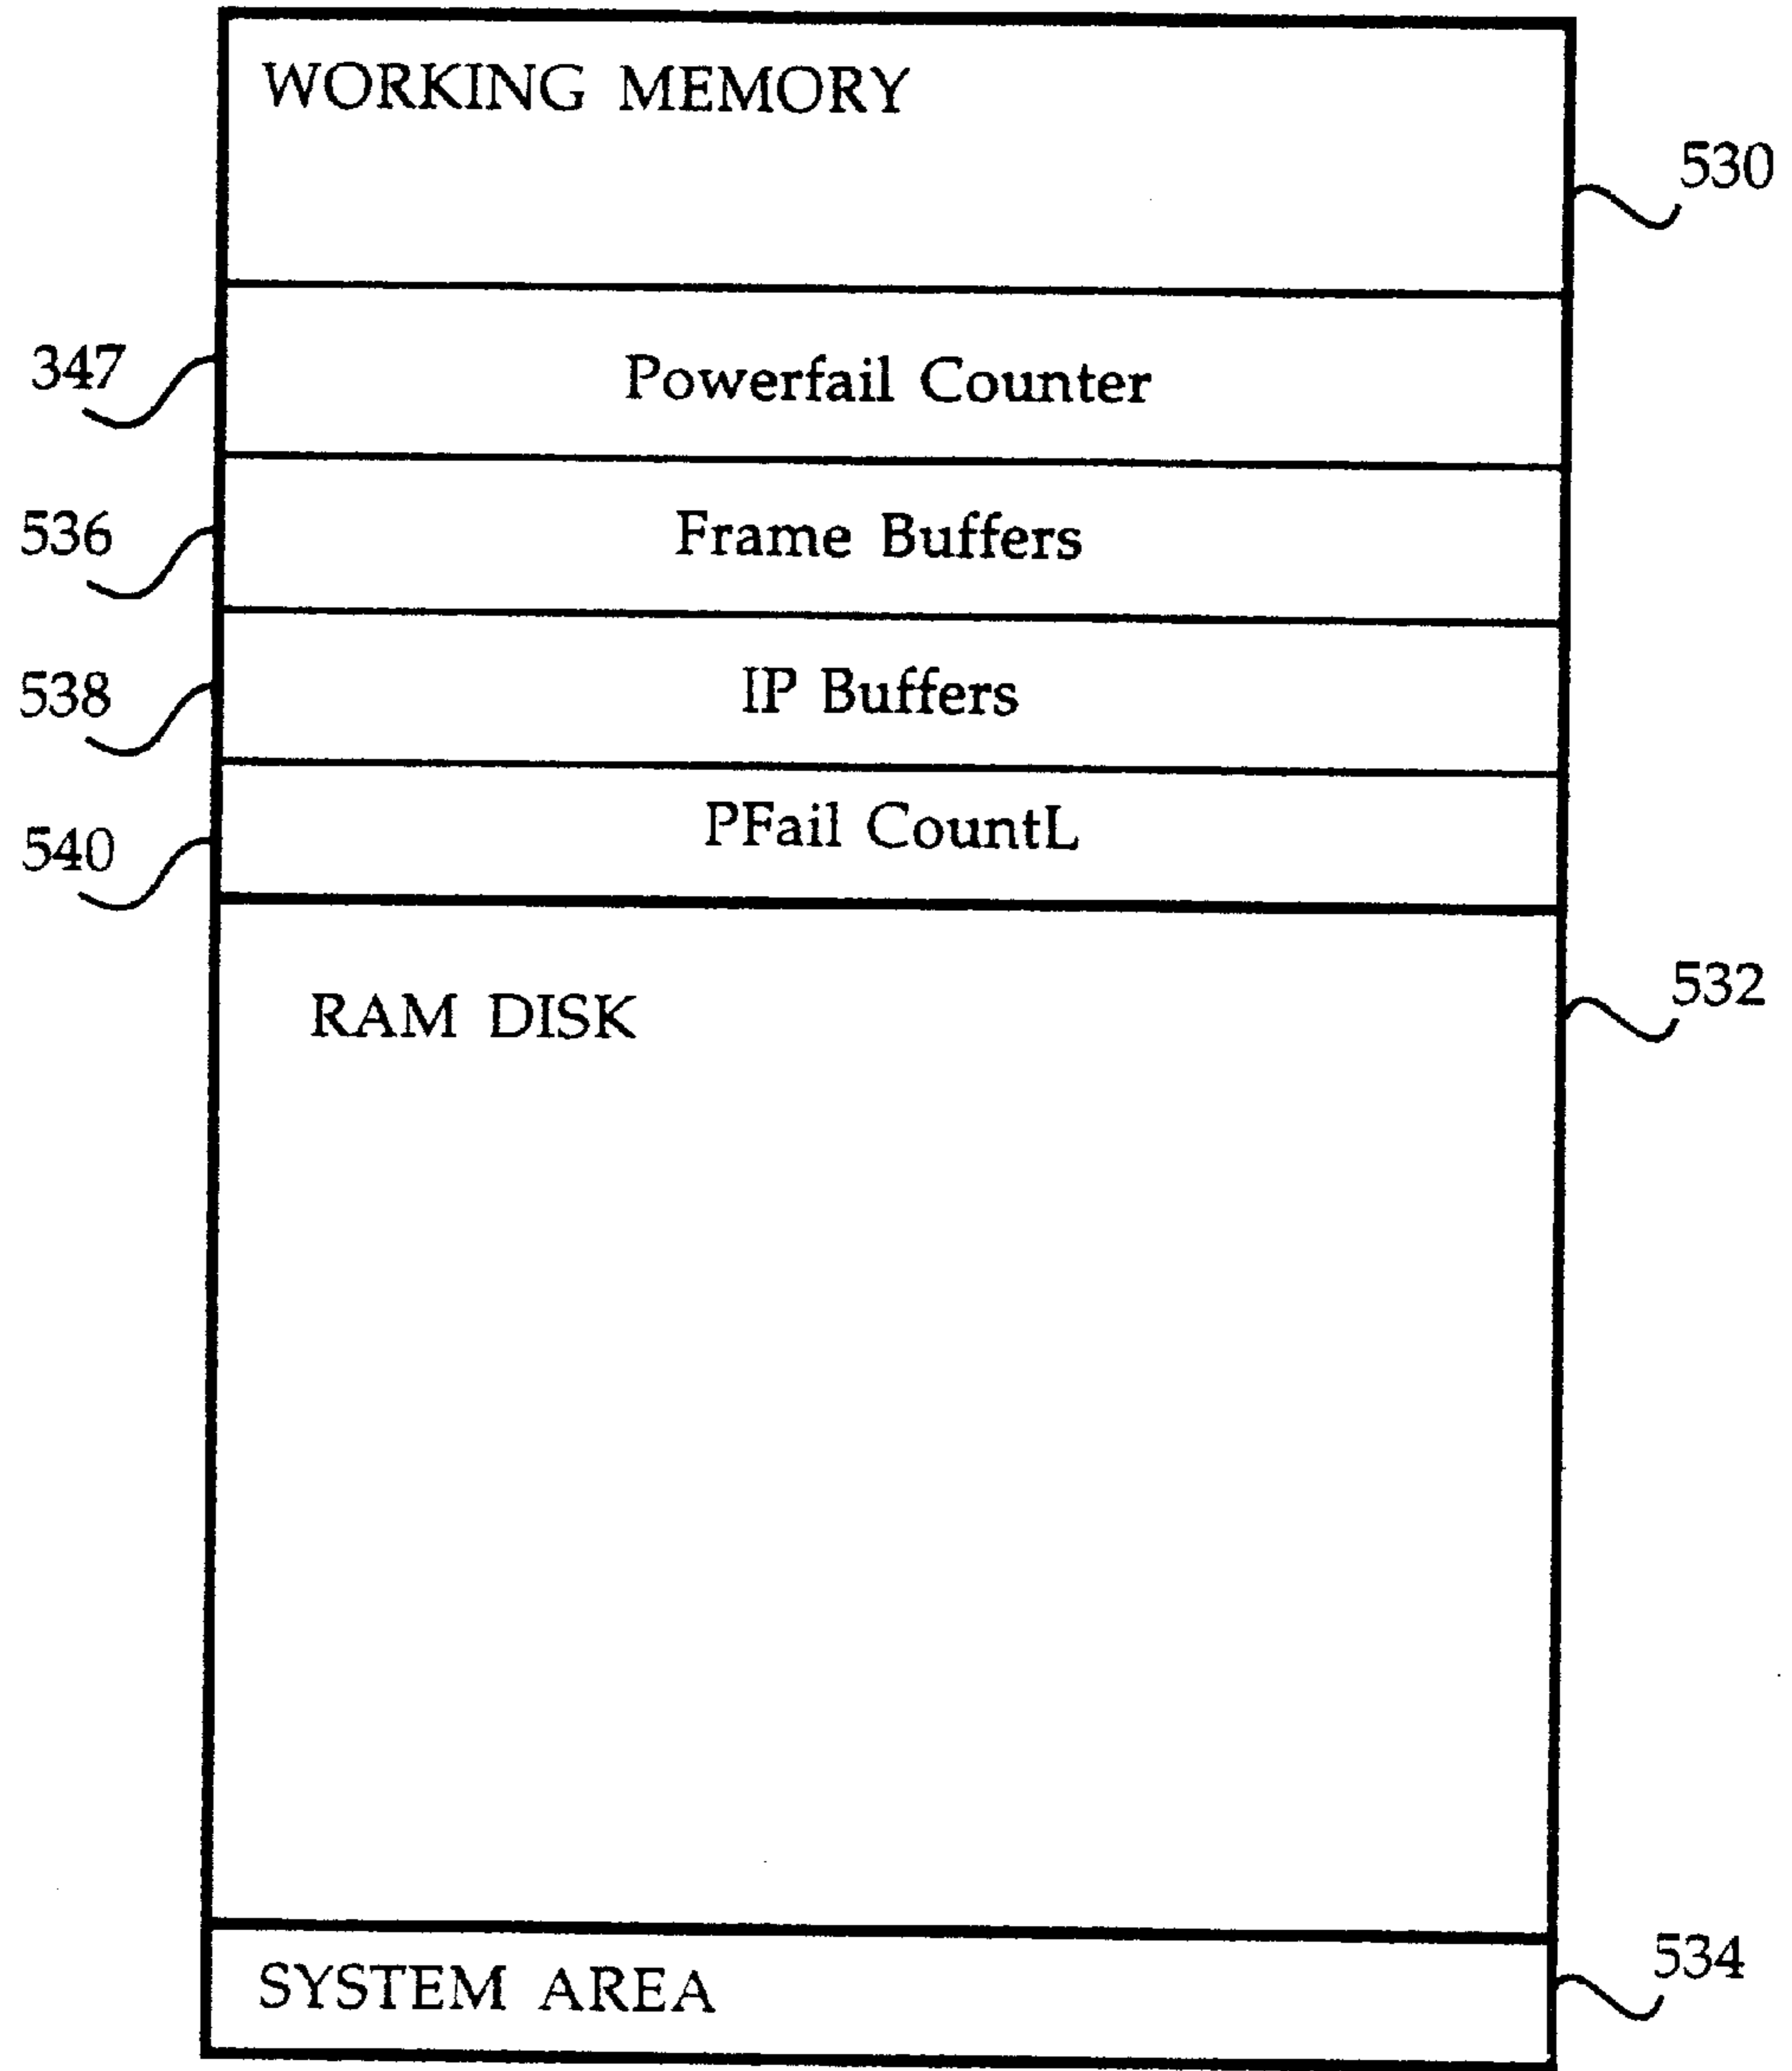 WORKING MEMORY
530
347
Powerfail Counter
536
Frame Buffers
538
IP Buffers
540
PFail CountL
532
RAM DISK
534
SYSTEM AREA